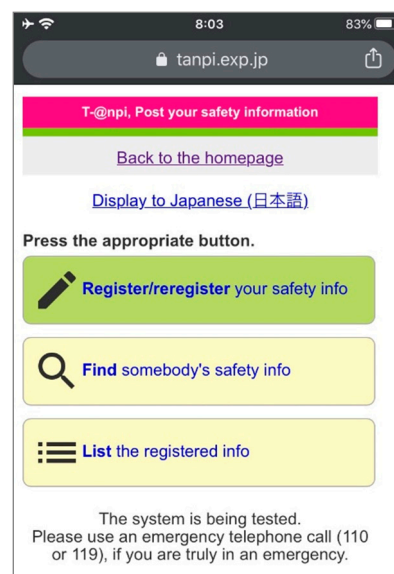 8:03
83%
tanpi.exp.jp
T-@npi, Post your safety information
Back to the homepage
Display to Japanese (日本語)
Press the appropriate button.
Register/reregister your safety info
Find somebody's safety info
List the registered info
The system is being tested.
Please use an emergency telephone call (110
or 119), if you are truly in an emergency.